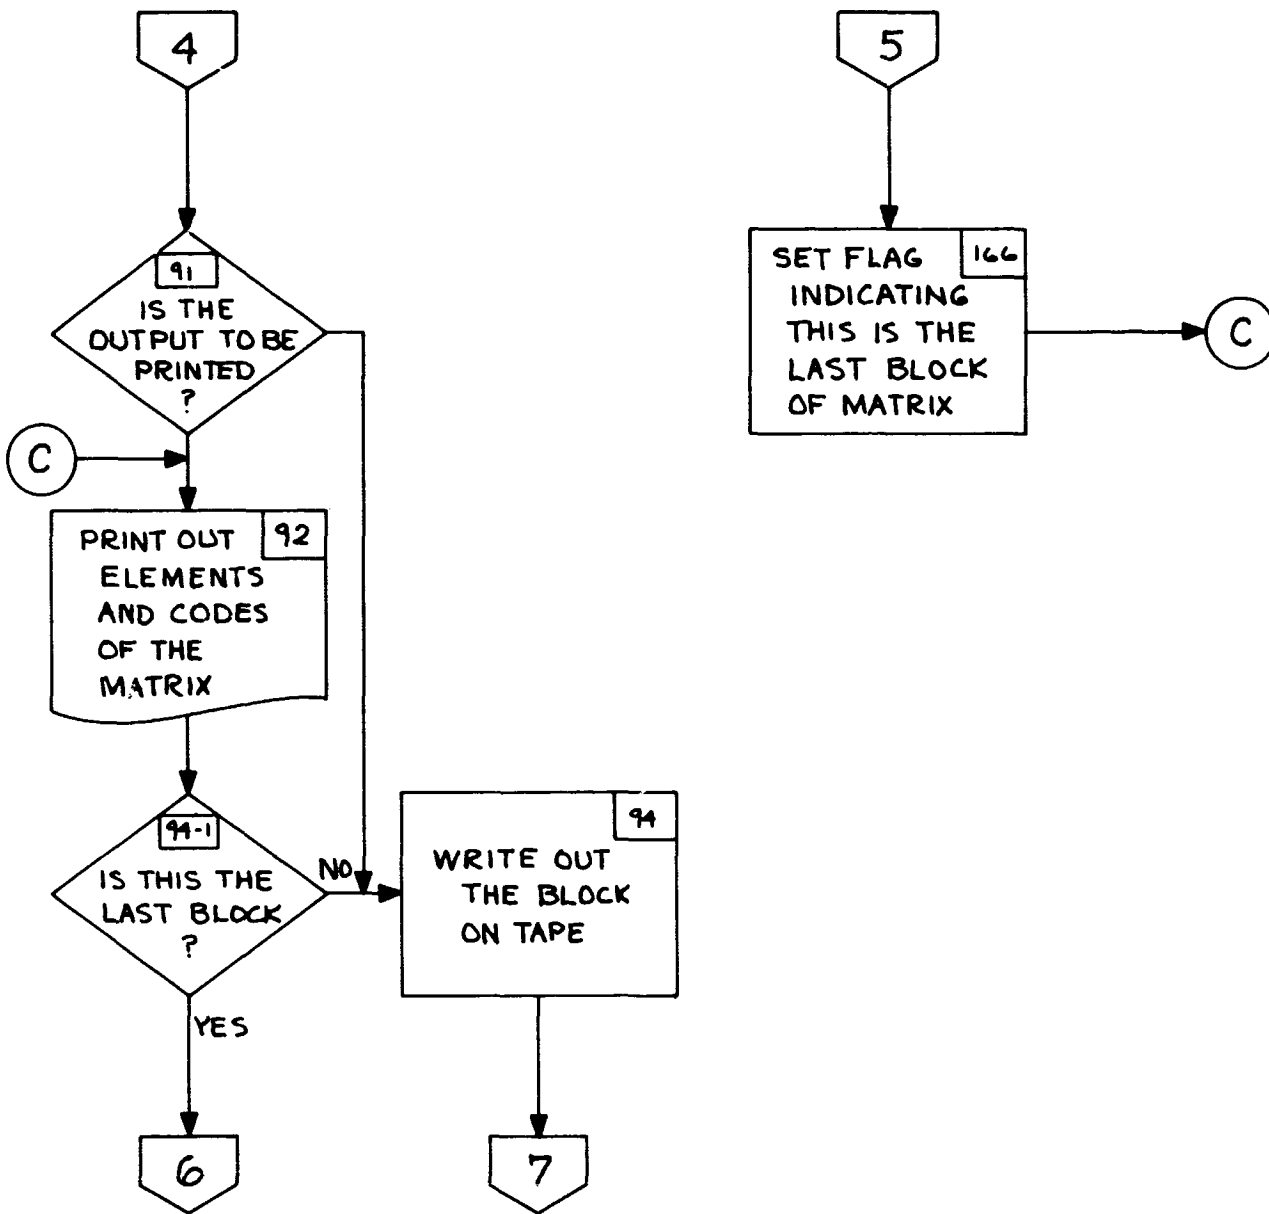 4
91
IS THE
OUTPUT TO BE
PRINTED
?
C
92
PRINT OUT
ELEMENTS
AND CODES
OF THE
MATRIX
94-1
IS THIS THE
LAST BLOCK
?
NO
YES
94
WRITE OUT
THE BLOCK
ON TAPE
6
7
5
166
SET FLAG
INDICATING
THIS IS THE
LAST BLOCK
OF MATRIX
C